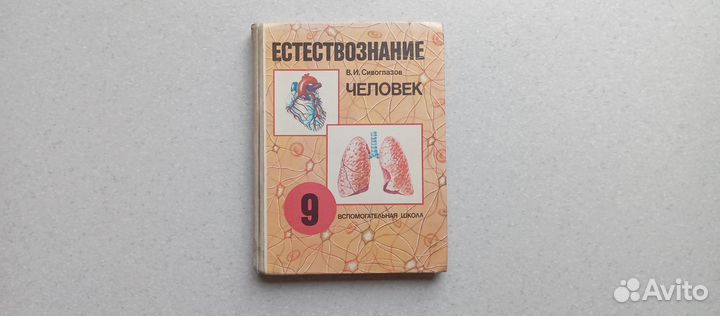 ЕСТЕСТВОЗНАНИЕ
В.И.Сивоглазов
ЧЕЛОВЕК
9
ВСПОМОГАТЕЛЬНАЯ ШКОЛА
Avito